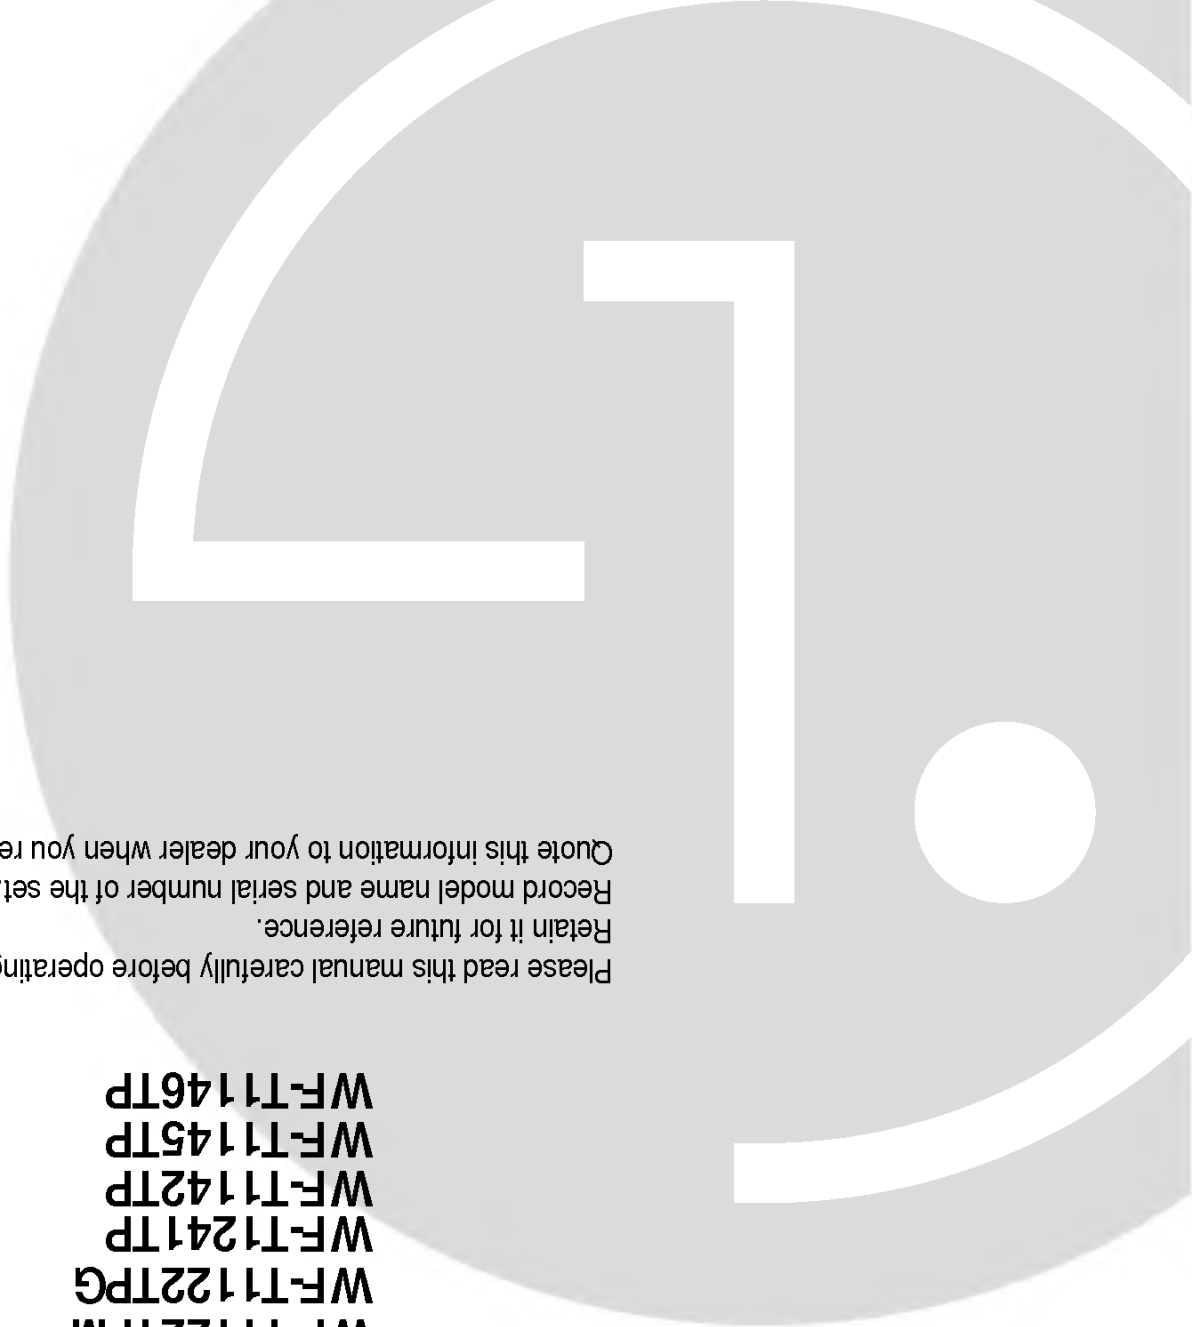 WF-T1122TPG
WF-T1241TP
WF-T1142TP
WF-T1145TP
WF-T1146TP
Please read this manual carefully before operating
Retain it for future reference.
Record model name and serial number of the set.
Quote this information to your dealer when you